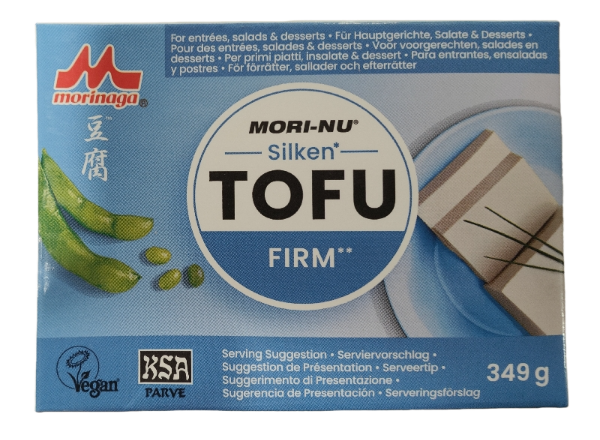 For entrées, salads & desserts • Für Hauptgerichte, Salate & Desserts •
Pour des entrées, salades & desserts • Voor voorgerechten, salades en
desserts • Per primi piatti, insalate & dessert • Para entrantes, ensaladas
y postres • För förrätter, sallader och efterrätter
morinaga®
豆腐
MORI-NU®
Silken*
TOFU
FIRM**
Vegan
KSA
PARVE
Serving Suggestion • Serviervorschlag •
Suggestion de Présentation • Serveertip •
Suggerimento di Presentazione •
Sugerencia de Presentación • Serveringsförslag
349 g